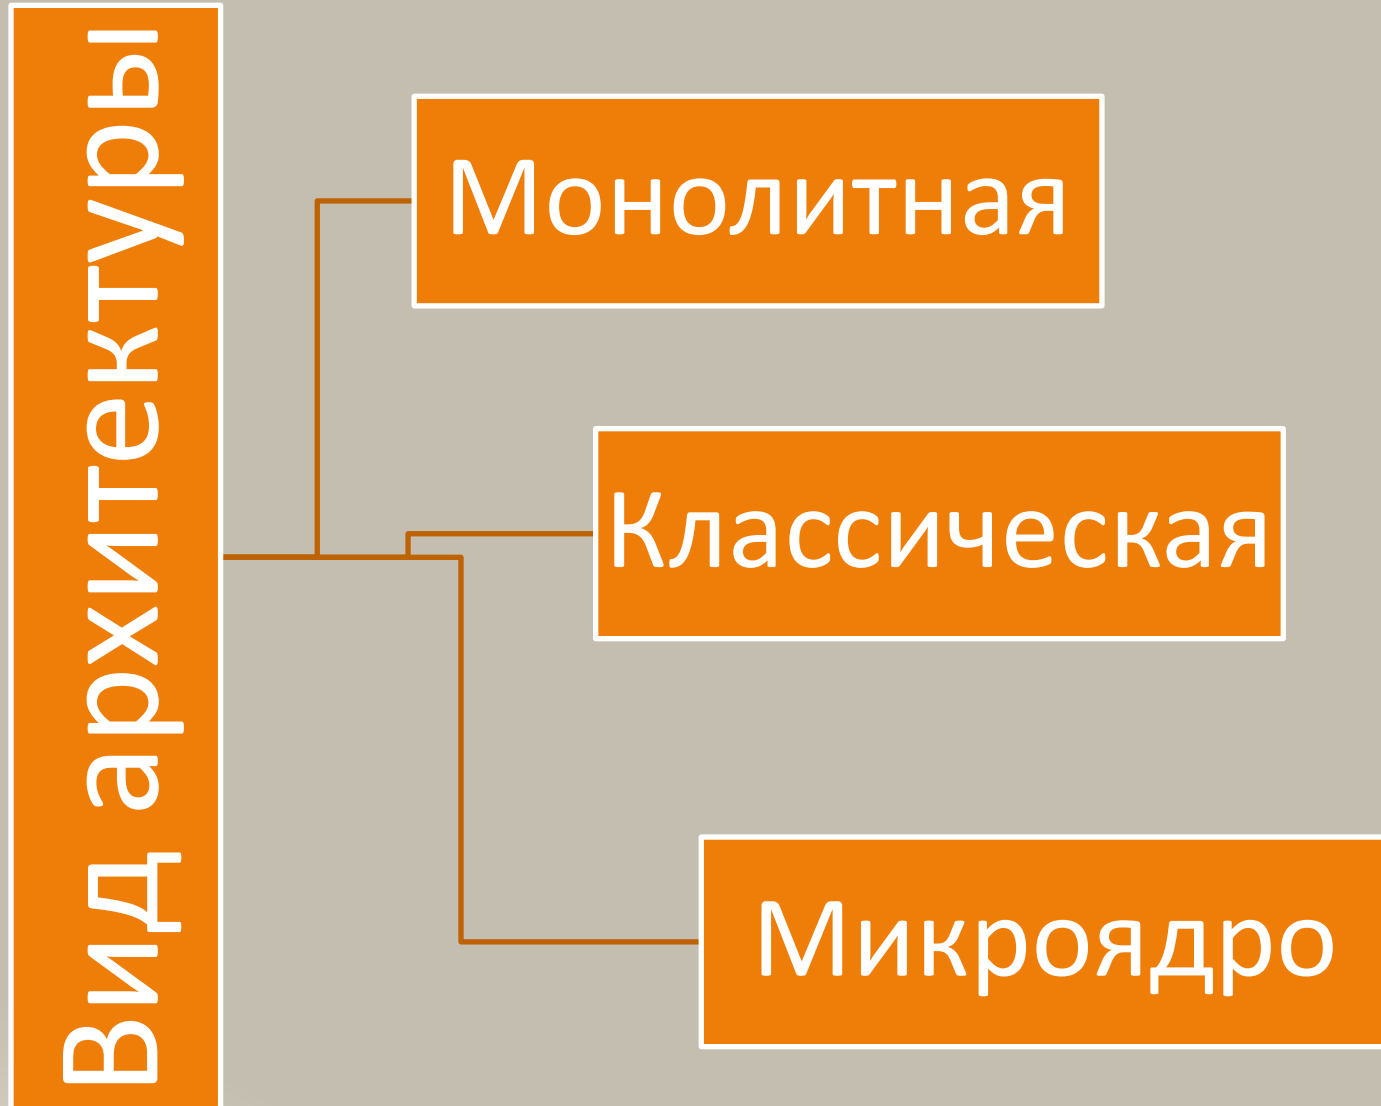 Вид архитектуры
Монолитная
Классическая
Микроядро